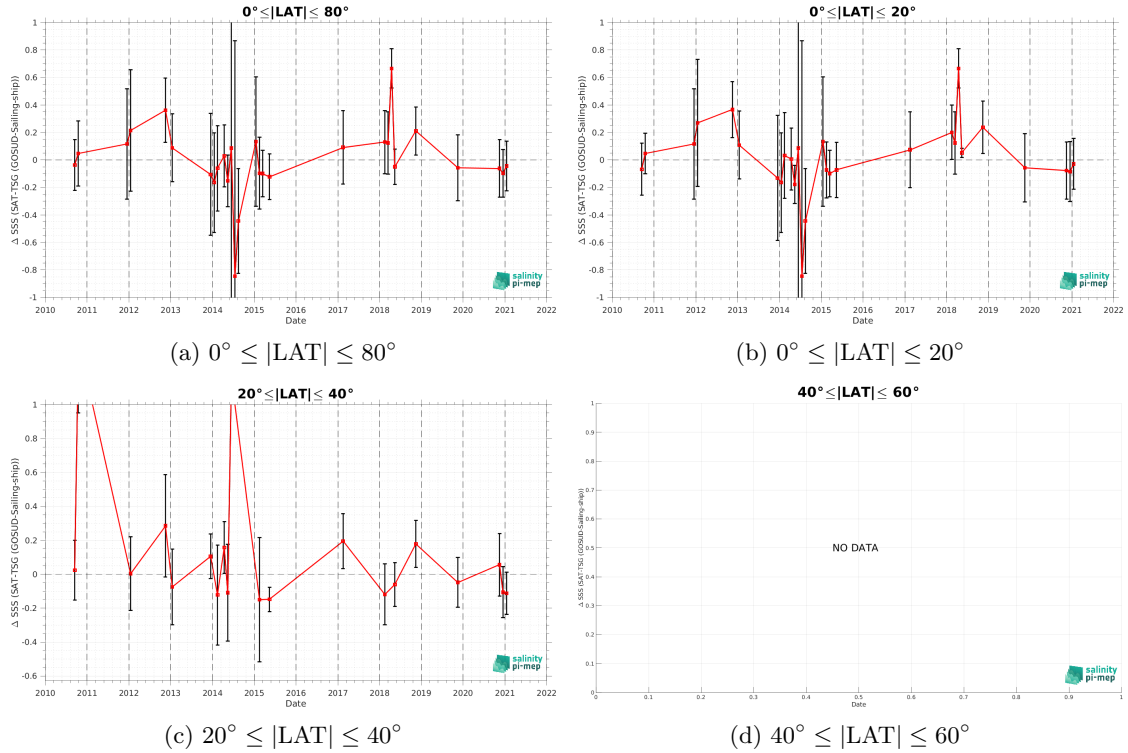 0°≤|LAT|≤ 80°
Δ SSS (SAT-TSG (GOSUD-Sailing-ship))
1
0.8
0.6
0.4
0.2
0
-0.2
-0.4
-0.6
-0.8
-1
2010 2011 2012 2013 2014 2015 2016 2017 2018 2019 2020 2021 2022
Date
salinity
pi-mep
(a) 0° ≤ |LAT| ≤ 80°
0°≤|LAT|≤ 20°
Δ SSS (SAT-TSG (GOSUD-Sailing-ship))
1
0.8
0.6
0.4
0.2
0
-0.2
-0.4
-0.6
-0.8
-1
2011 2012 2013 2014 2015 2016 2017 2018 2019 2020 2021 2022
Date
salinity
pi-mep
(b) 0° ≤ |LAT| ≤ 20°
20°≤|LAT|≤ 40°
Δ SSS (SAT-TSG (GOSUD-Sailing-ship))
1
0.8
0.6
0.4
0.2
0
-0.2
-0.4
-0.6
2010 2011 2012 2013 2014 2015 2016 2017 2018 2019 2020 2021 2022
Date
salinity
pi-mep
(c) 20° ≤ |LAT| ≤ 40°
40°≤|LAT|≤ 60°
Δ SSS (SAT-TSG (GOSUD-Sailing-ship))
1
0.9
0.8
0.7
0.6
0.5
0.4
0.3
0.2
0.1
0
NO DATA
0 0.1 0.2 0.3 0.4 0.5 0.6 0.7 0.8 0.9 1
Date
salinity
pi-mep
(d) 40° ≤ |LAT| ≤ 60°